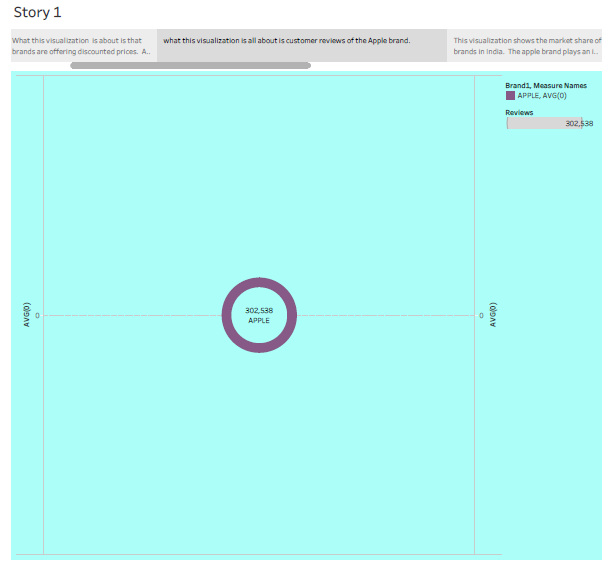 Story 1
What this visualization is about is that
brands are offering discounted prices. A..
what this visualization is all about is customer reviews of the Apple brand.
This visualization shows the market share of
brands in India. The apple brand plays an i..
Brand1, Measure Names
APPLE, AVG(0)
Reviews
302,538
AVG(0)
0
302,538
APPLE
0
AVG(0)